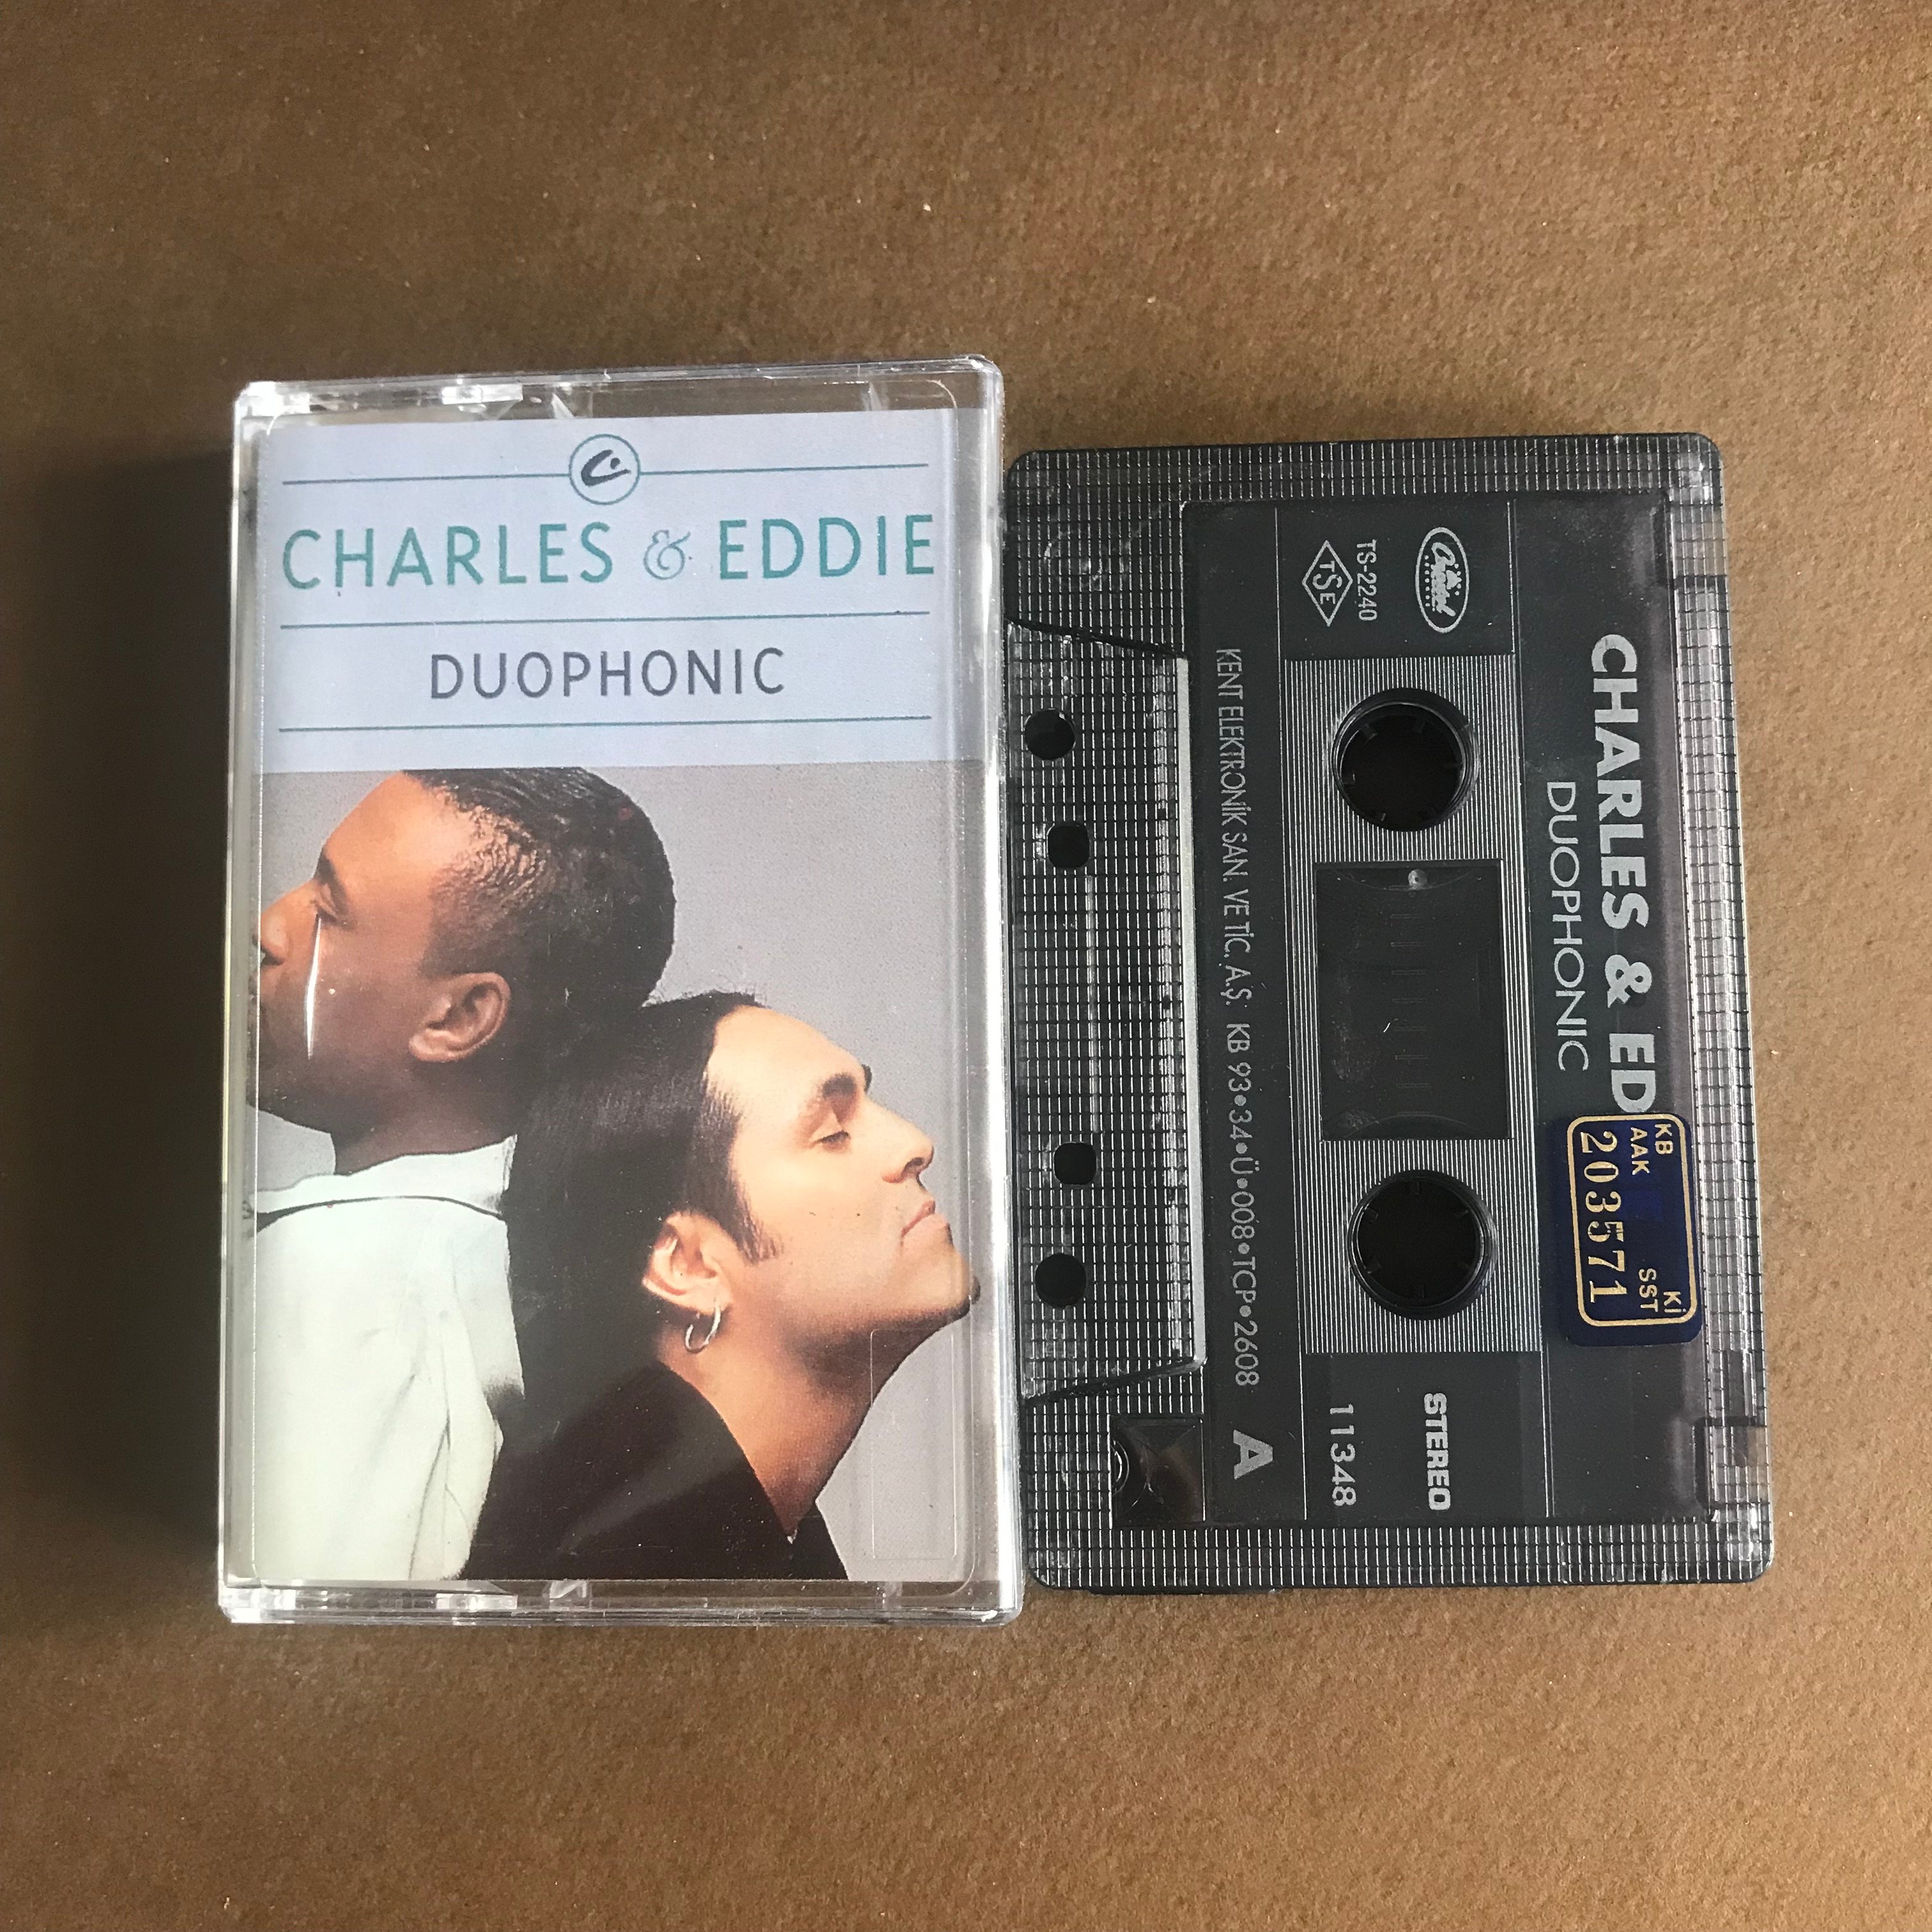 CHARLES & EDDIE
DUOPHONIC
CHARLES & ED
DUOPHONIC
KB Kİ
AAK SST
203571
Capitol
TS-2240
TSE
STEREO
11348
KENT ELEKTRONİK SAN. VE TİC. A.Ş. KB 93•34•Ü•008•TCP•2608 A